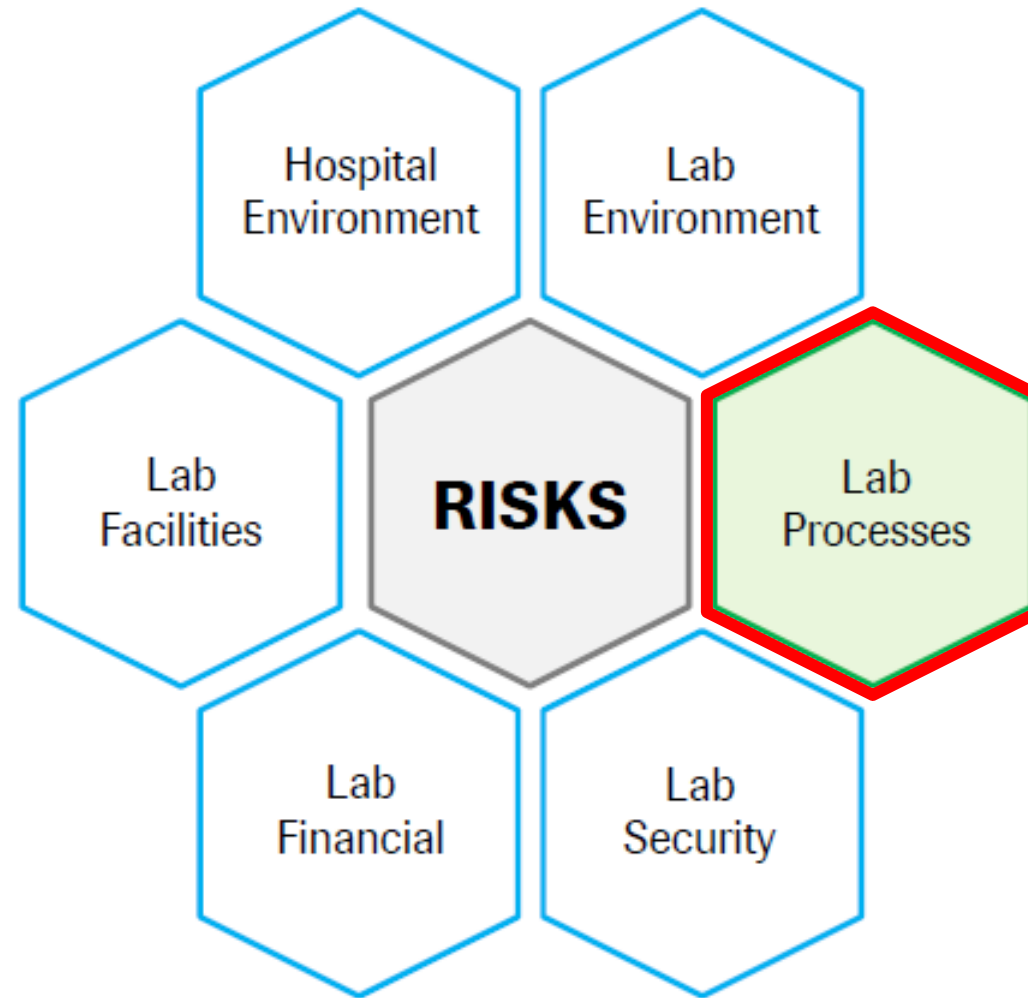 Hospital
Environment
Lab
Environment
Lab
Facilities
RISKS
Lab
Processes
Lab
Financial
Lab
Security